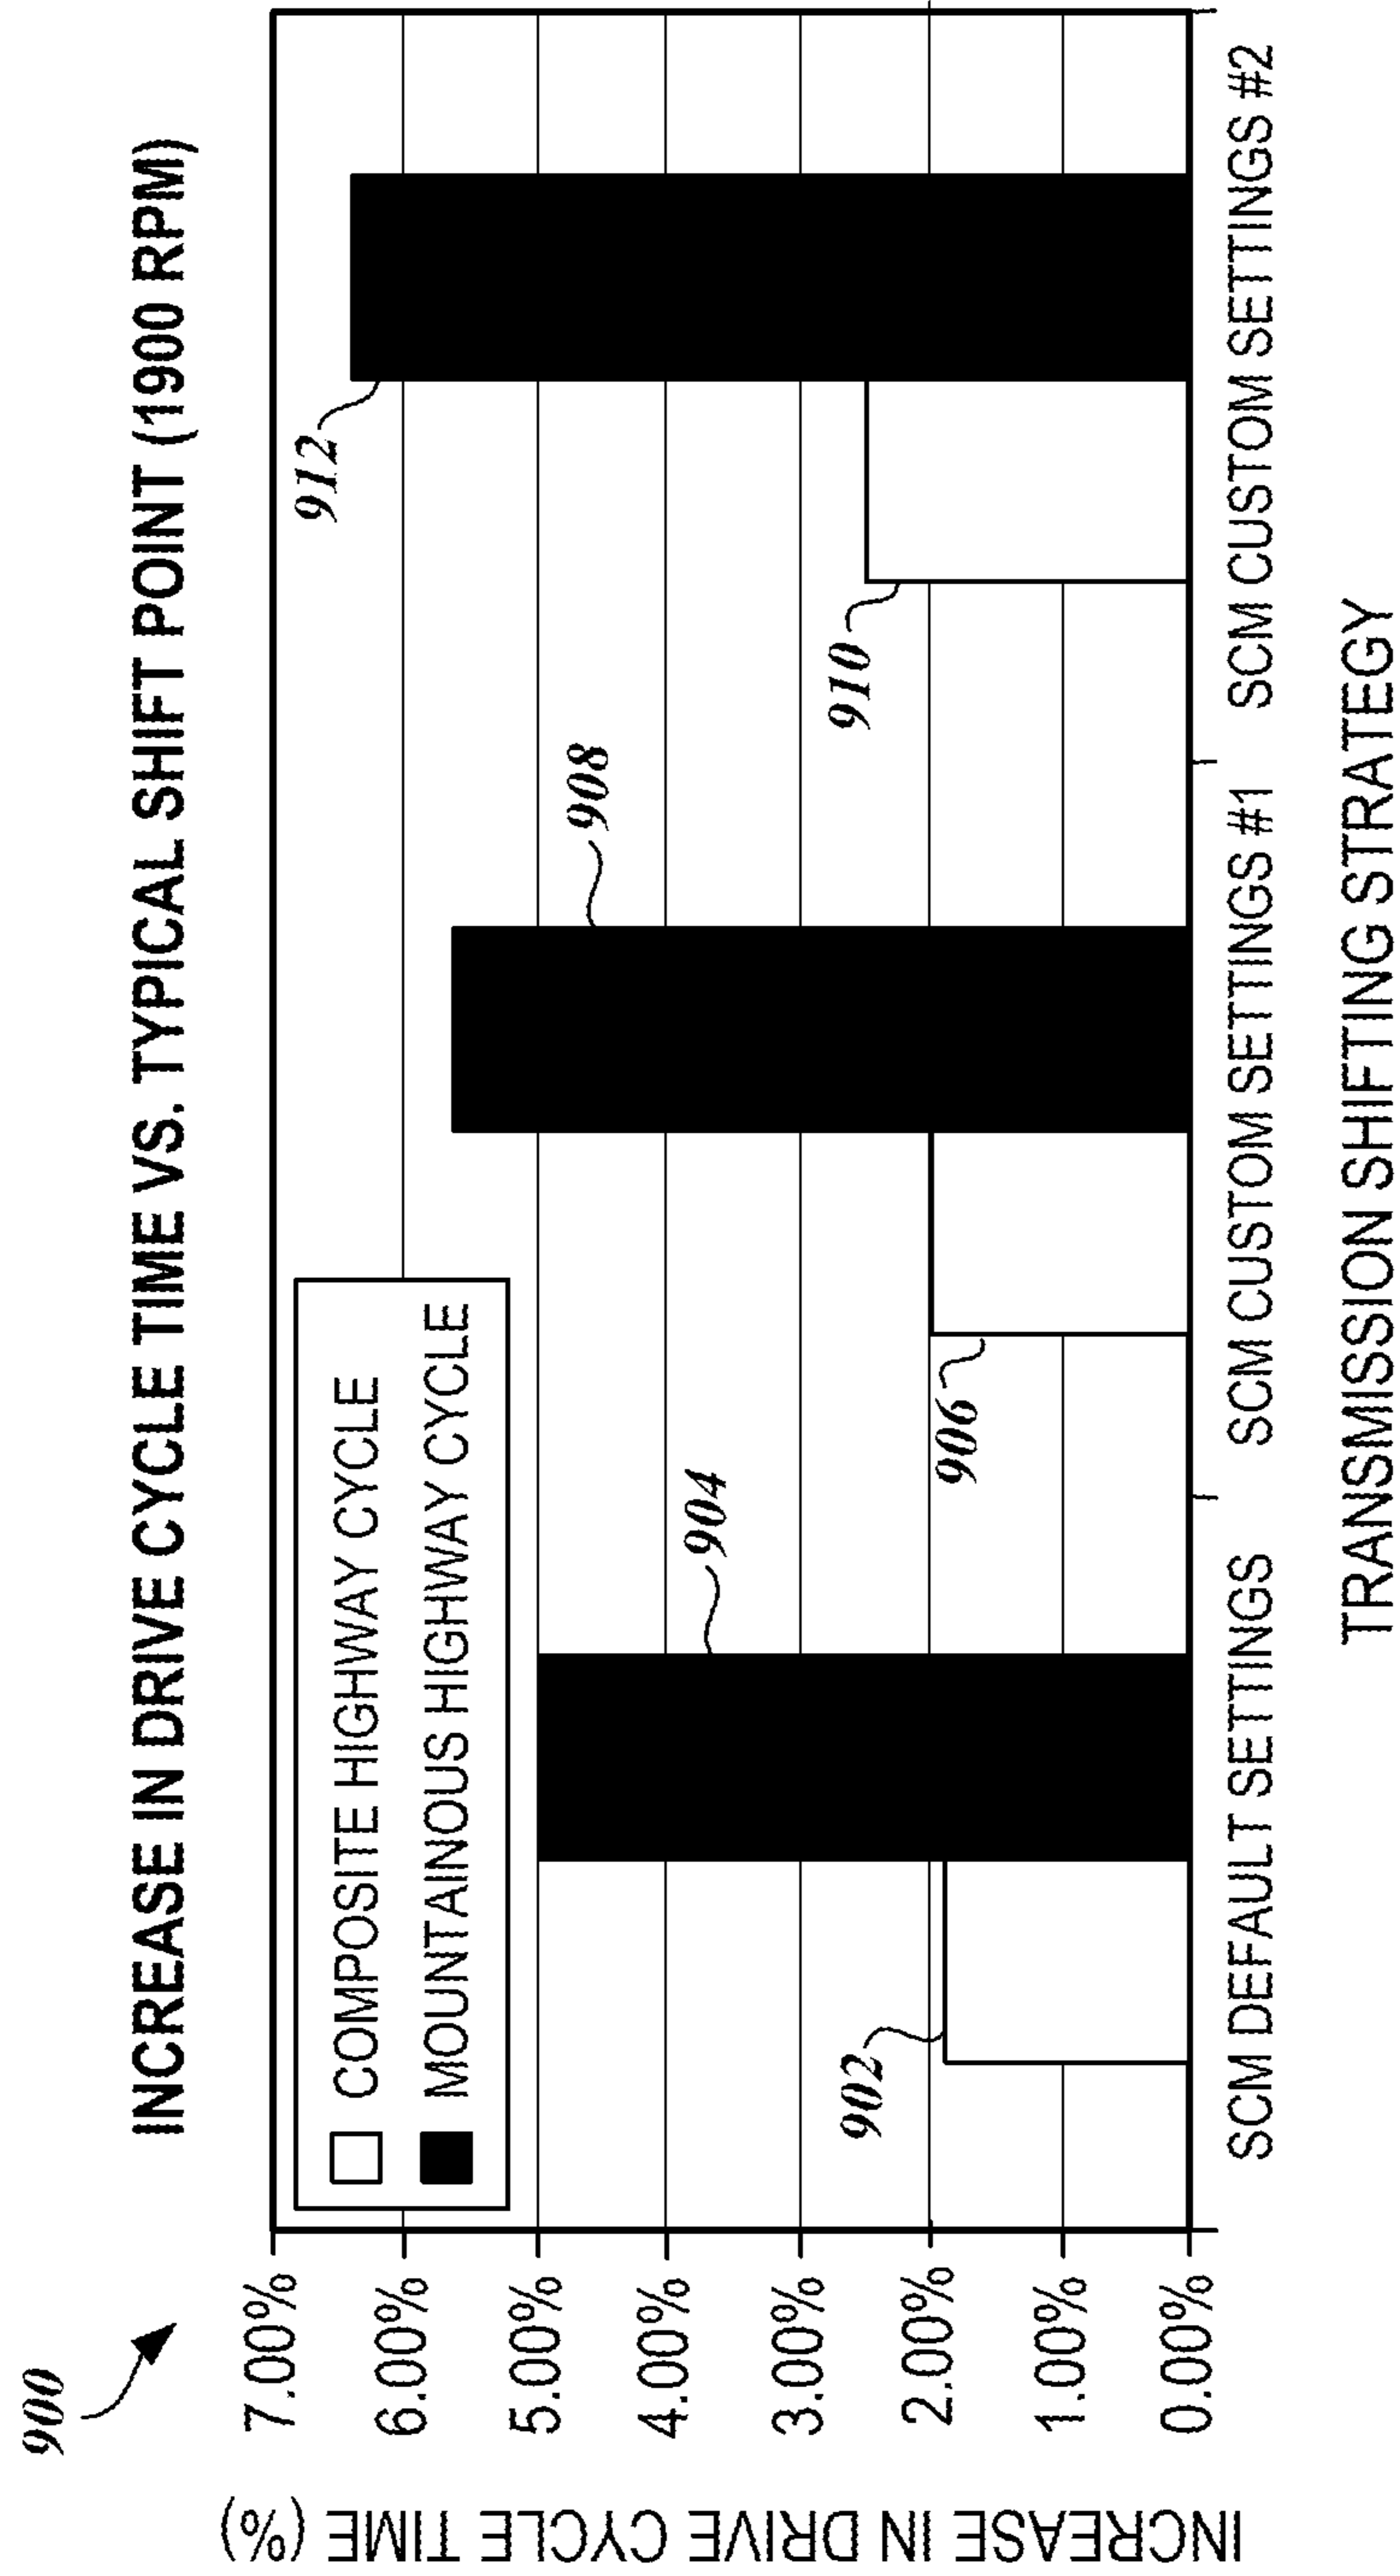 900
INCREASE IN DRIVE CYCLE TIME VS. TYPICAL SHIFT POINT (1900 RPM)
INCREASE IN DRIVE CYCLE TIME (%)
7.00%
6.00%
5.00%
4.00%
3.00%
2.00%
1.00%
0.00%
COMPOSITE HIGHWAY CYCLE
MOUNTAINOUS HIGHWAY CYCLE
902
904
906
908
910
912
SCM DEFAULT SETTINGS
SCM CUSTOM SETTINGS #1
SCM CUSTOM SETTINGS #2
TRANSMISSION SHIFTING STRATEGY